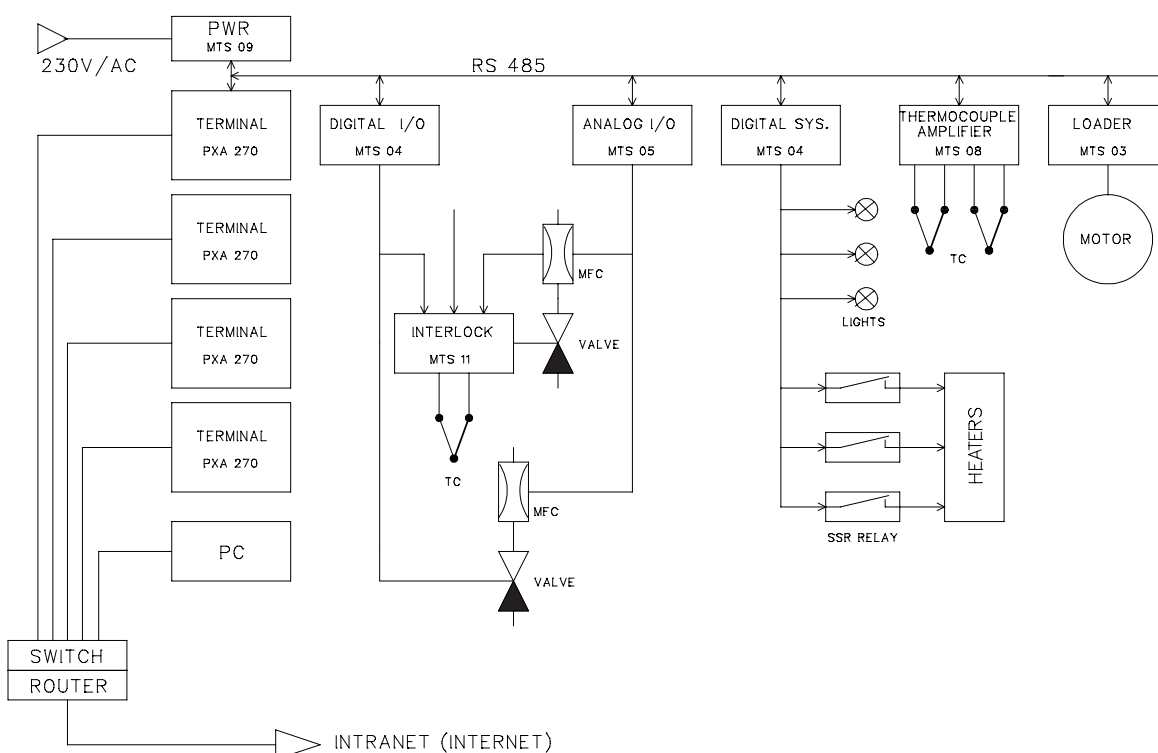 PWR
MTS 09
230V/AC
RS 485
TERMINAL
PXA 270
DIGITAL I/O
MTS 04
ANALOG I/O
MTS 05
DIGITAL SYS.
MTS 04
THERMOCOUPLE
AMPLIFIER
MTS 08
LOADER
MTS 03
TERMINAL
PXA 270
MFC
TC
MOTOR
TERMINAL
PXA 270
INTERLOCK
MTS 11
VALVE
LIGHTS
TERMINAL
PXA 270
TC
HEATERS
MFC
SSR RELAY
PC
VALVE
SWITCH
ROUTER
INTRANET (INTERNET)